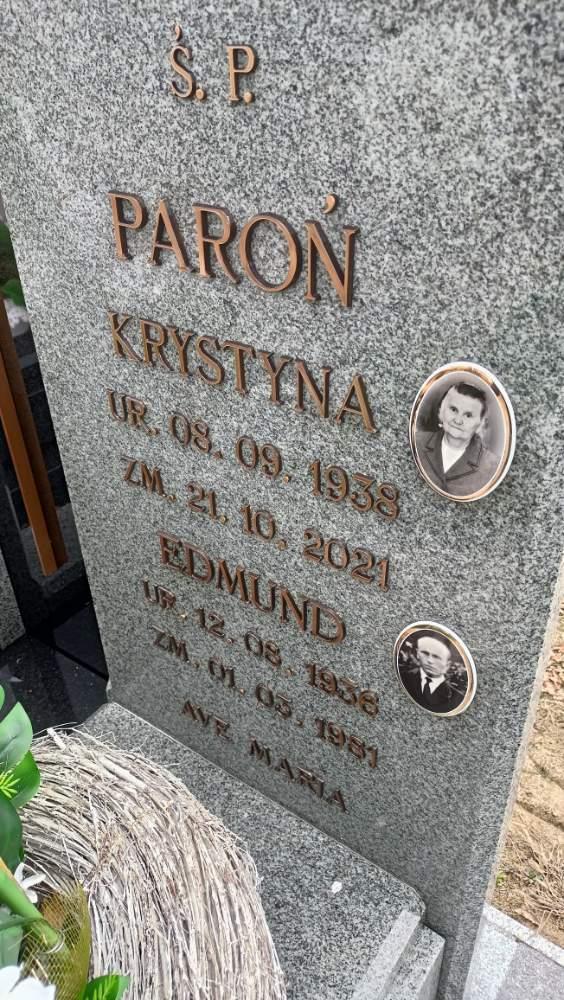 Ś. P.
PAROŃ
KRYSTYNA
UR. 08. 09. 1938
ZM. 21. 10. 2021
EDMUND
UR. 12. 08. 1936
ZM. 01. 03. 1981
AVE MARIA